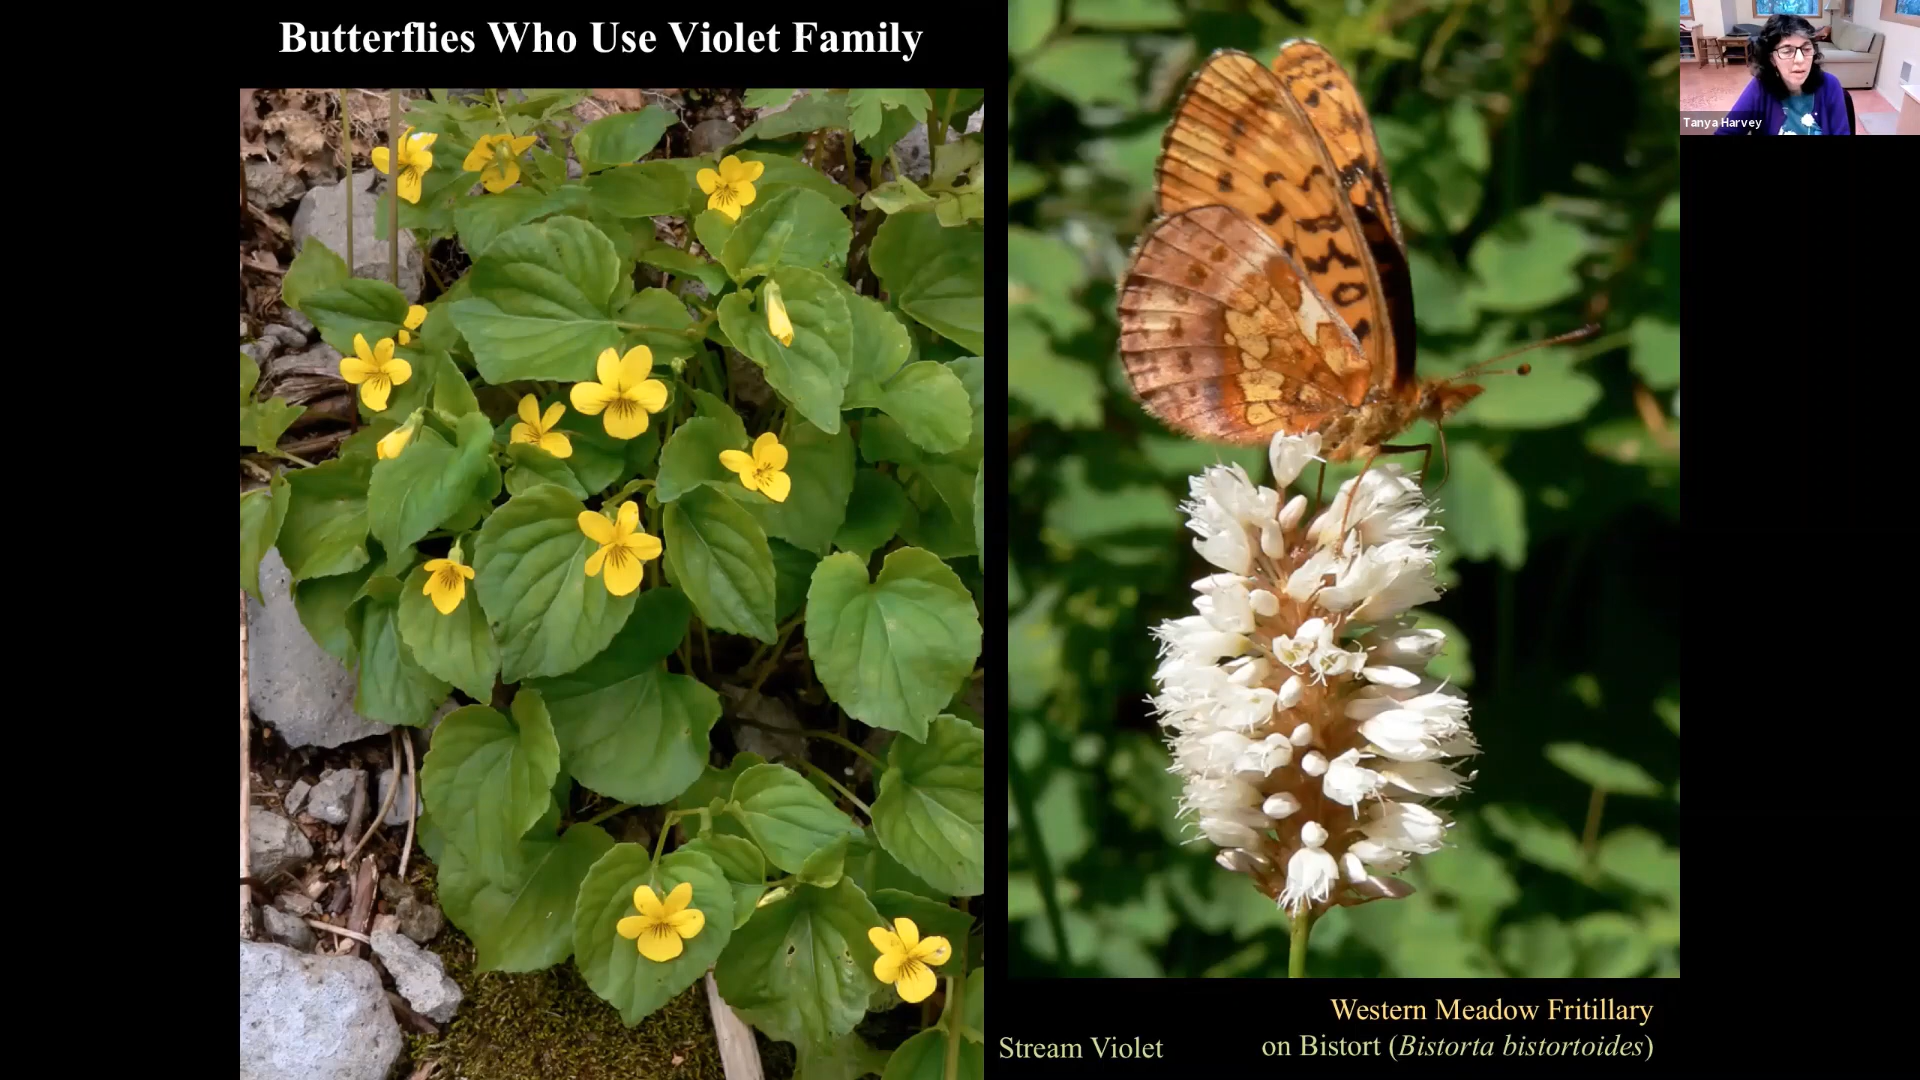 Butterflies Who Use Violet Family
Tanya Harvey
Western Meadow Fritillary
Stream Violet
on Bistort (Bistorta bistortoides)